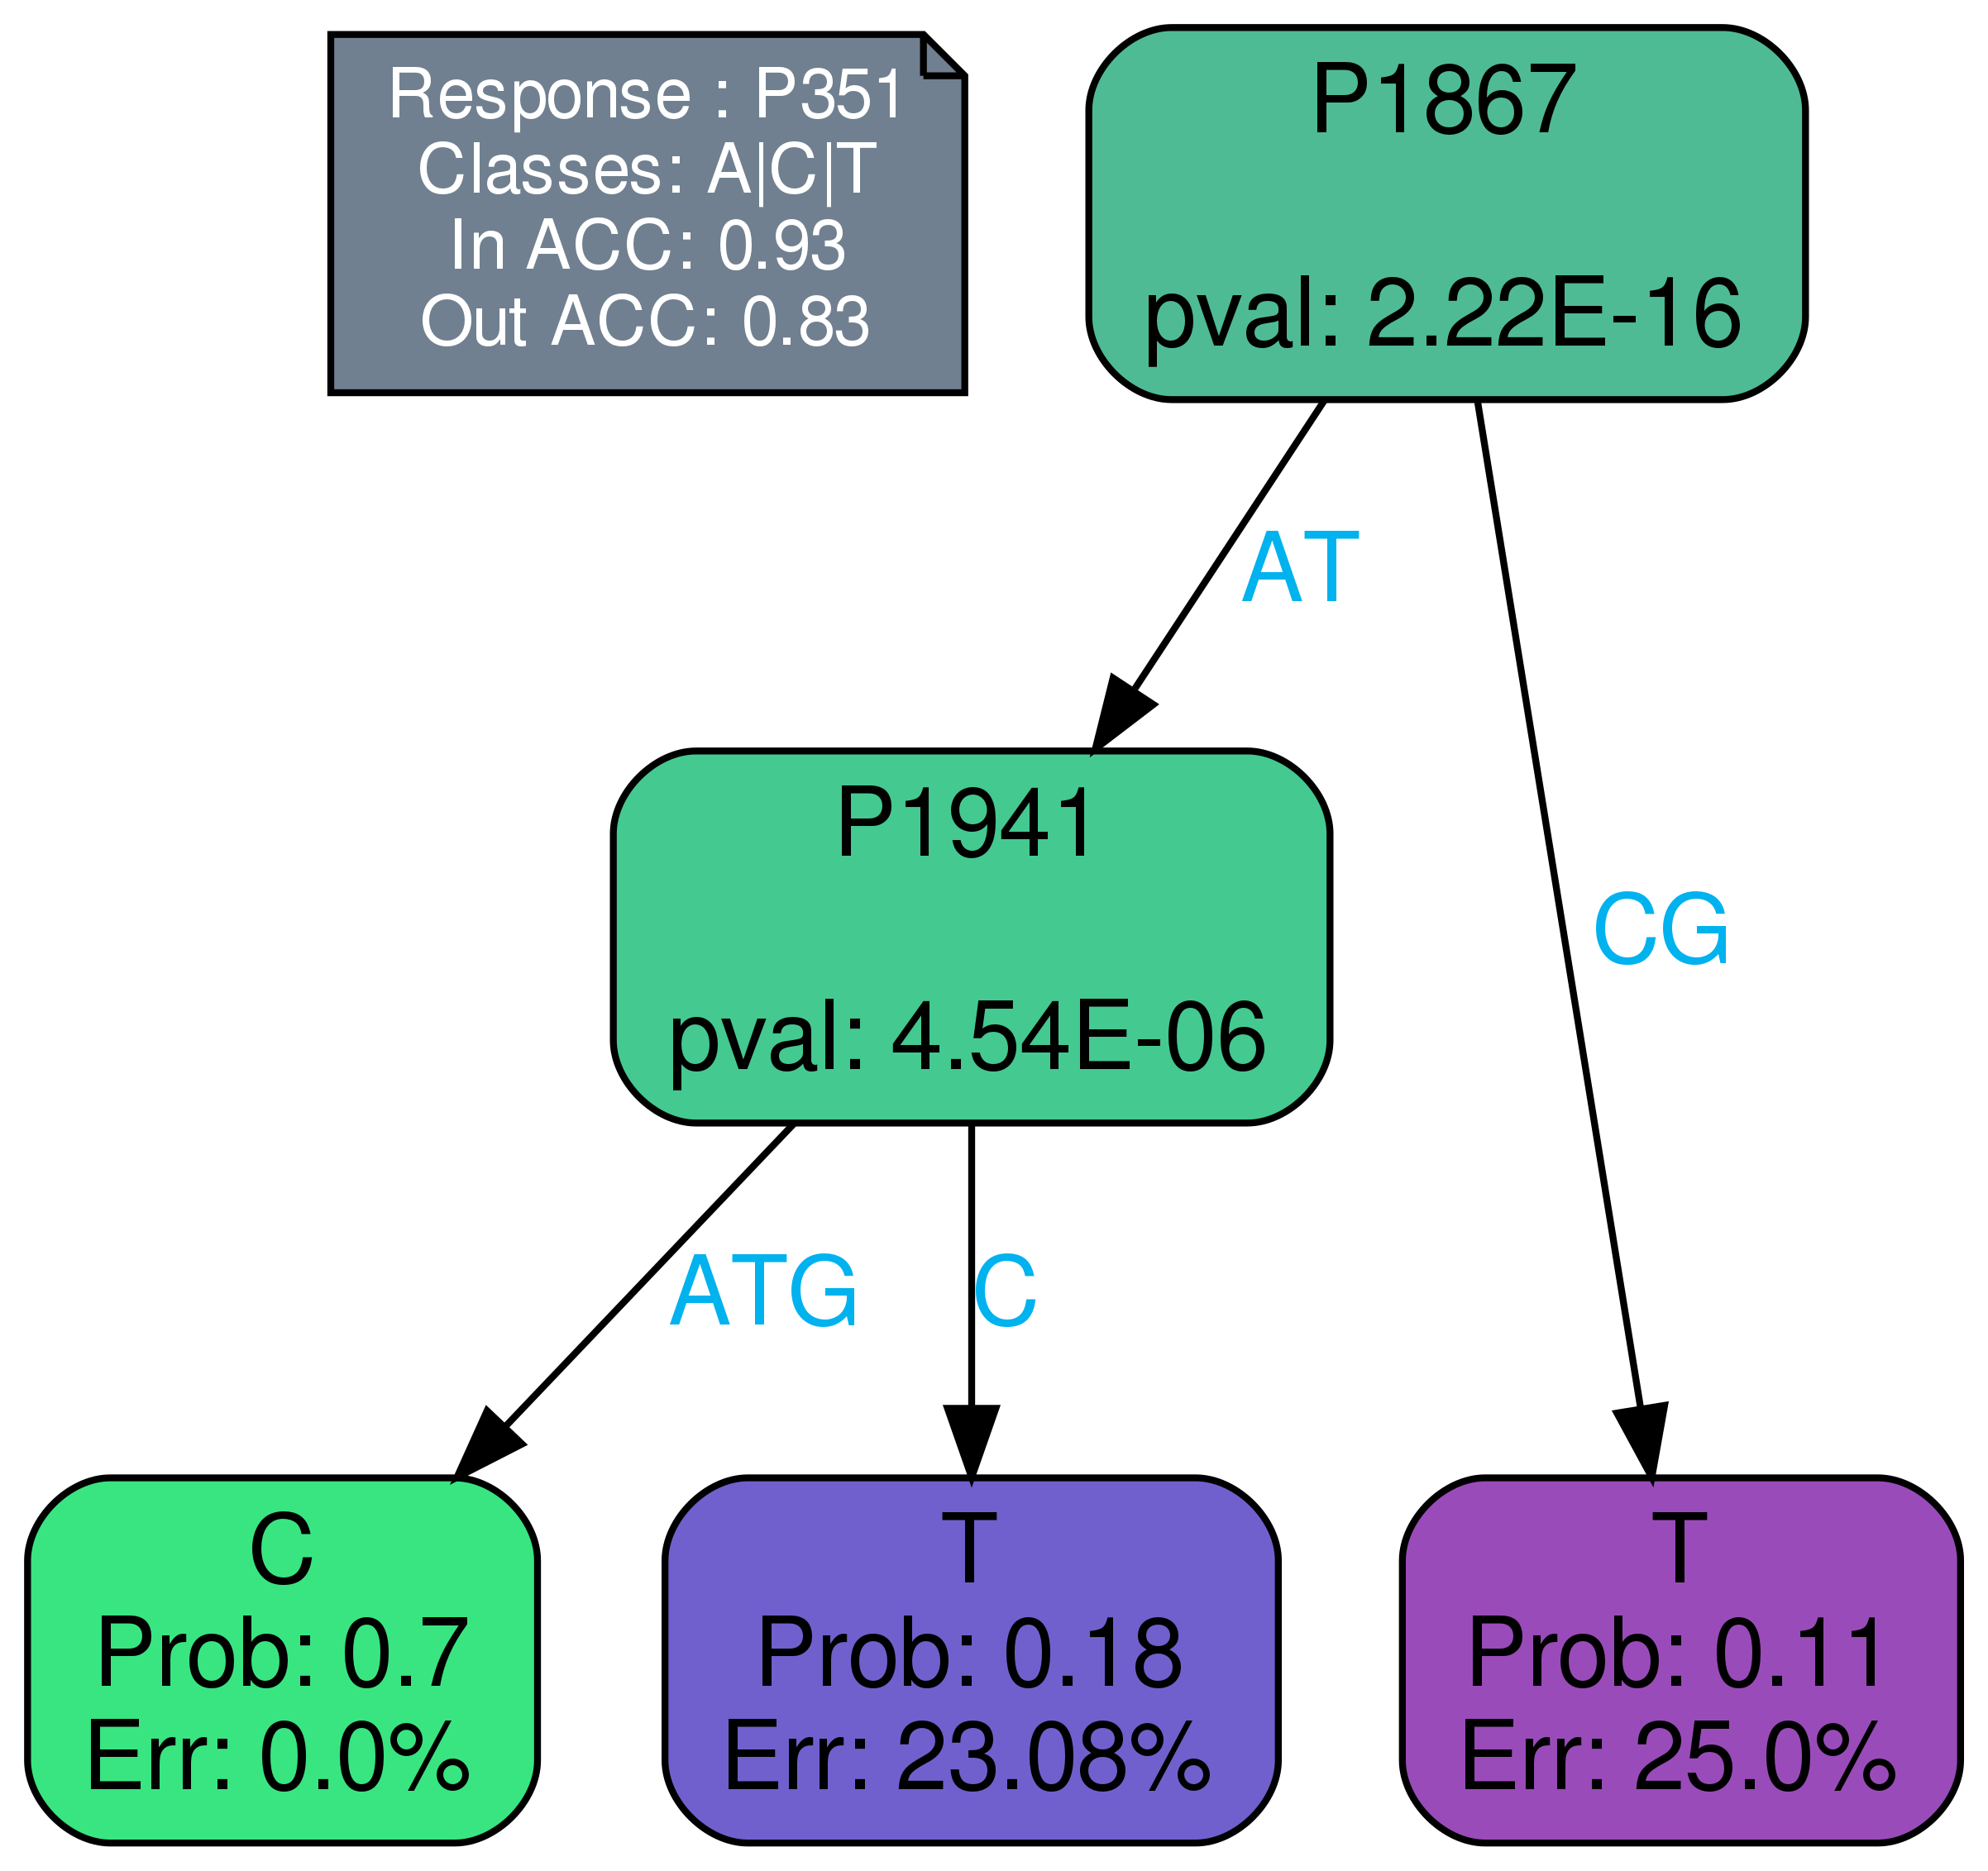 Response : P351
Classes: A|C|T
In ACC: 0.93
Out ACC: 0.83
P1867
pval: 2.22E-16
AT
P1941
pval: 4.54E-06
CG
ATG
C
C
Prob: 0.7
Err: 0.0%
T
Prob: 0.18
Err: 23.08%
T
Prob: 0.11
Err: 25.0%